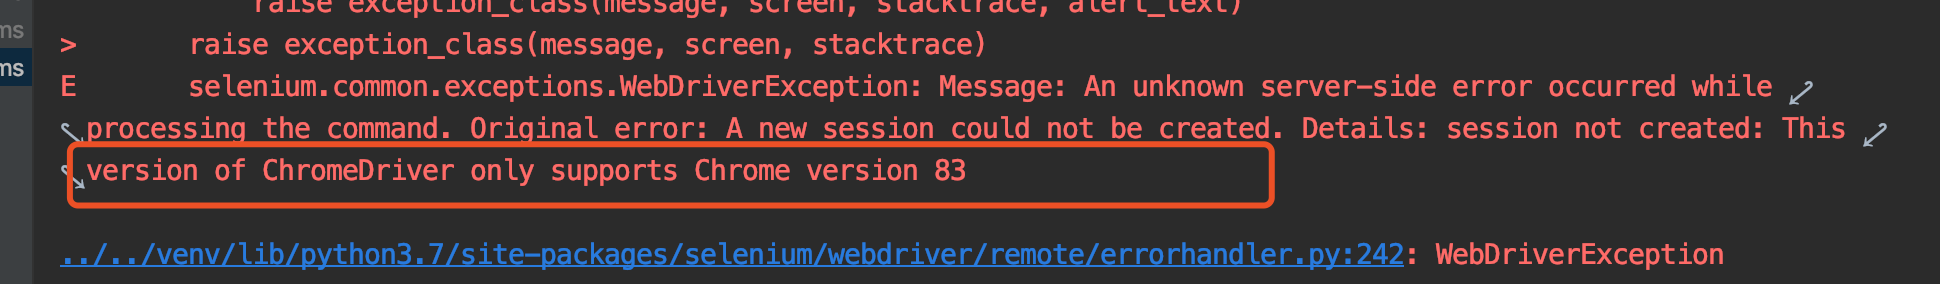 raise exception_class(message, screen, stacktrace, alert_text)
ms
> raise exception_class(message, screen, stacktrace)
ms
E selenium.common.exceptions.WebDriverException: Message: An unknown server-side error occurred while
processing the command. Original error: A new session could not be created. Details: session not created: This
version of ChromeDriver only supports Chrome version 83
../../venv/lib/python3.7/site-packages/selenium/webdriver/remote/errorhandler.py:242: WebDriverException